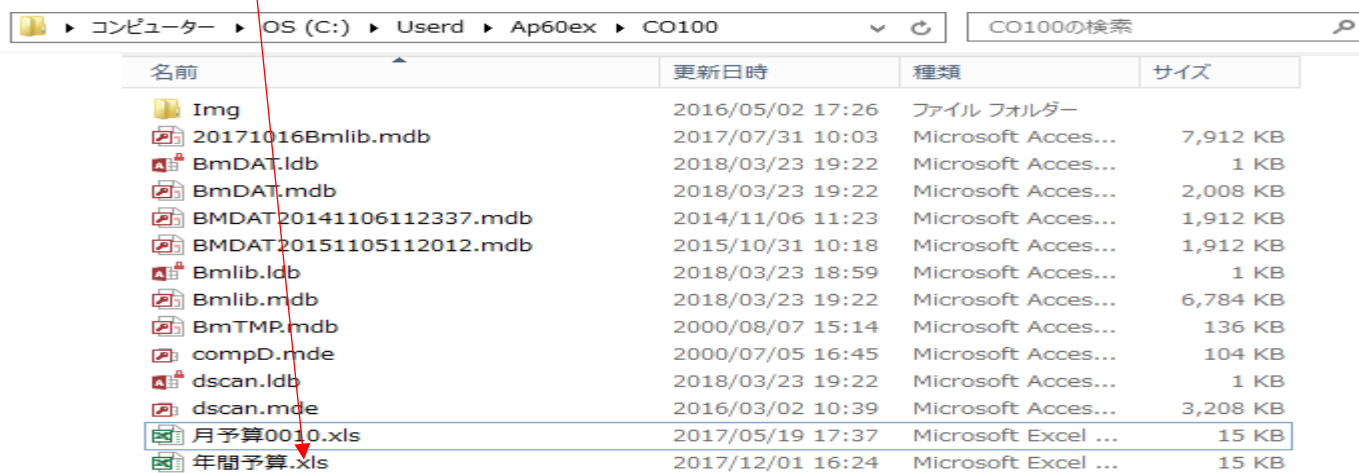 コンピューター ▸ OS (C:) ▸ Userd ▸ Ap60ex ▸ CO100 CO100の検索
名前 更新日時 種類 サイズ
Img 2016/05/02 17:26 ファイル フォルダー
20171016Bmlib.mdb 2017/07/31 10:03 Microsoft Acces... 7,912 KB
BmDAT.ldb 2018/03/23 19:22 Microsoft Acces... 1 KB
BmDAT.mdb 2018/03/23 19:22 Microsoft Acces... 2,008 KB
BMDAT20141106112337.mdb 2014/11/06 11:23 Microsoft Acces... 1,912 KB
BMDAT20151105112012.mdb 2015/10/31 10:18 Microsoft Acces... 1,912 KB
Bmlib.ldb 2018/03/23 18:59 Microsoft Acces... 1 KB
Bmlib.mdb 2018/03/23 19:22 Microsoft Acces... 6,784 KB
BmTMP.mdb 2000/08/07 15:14 Microsoft Acces... 136 KB
compD.mde 2000/07/05 16:45 Microsoft Acces... 104 KB
dscan.ldb 2018/03/23 19:22 Microsoft Acces... 1 KB
dscan.mde 2016/03/02 10:39 Microsoft Acces... 3,208 KB
月予算0010.xls 2017/05/19 17:37 Microsoft Excel ... 15 KB
年間予算.xls 2017/12/01 16:24 Microsoft Excel ... 15 KB